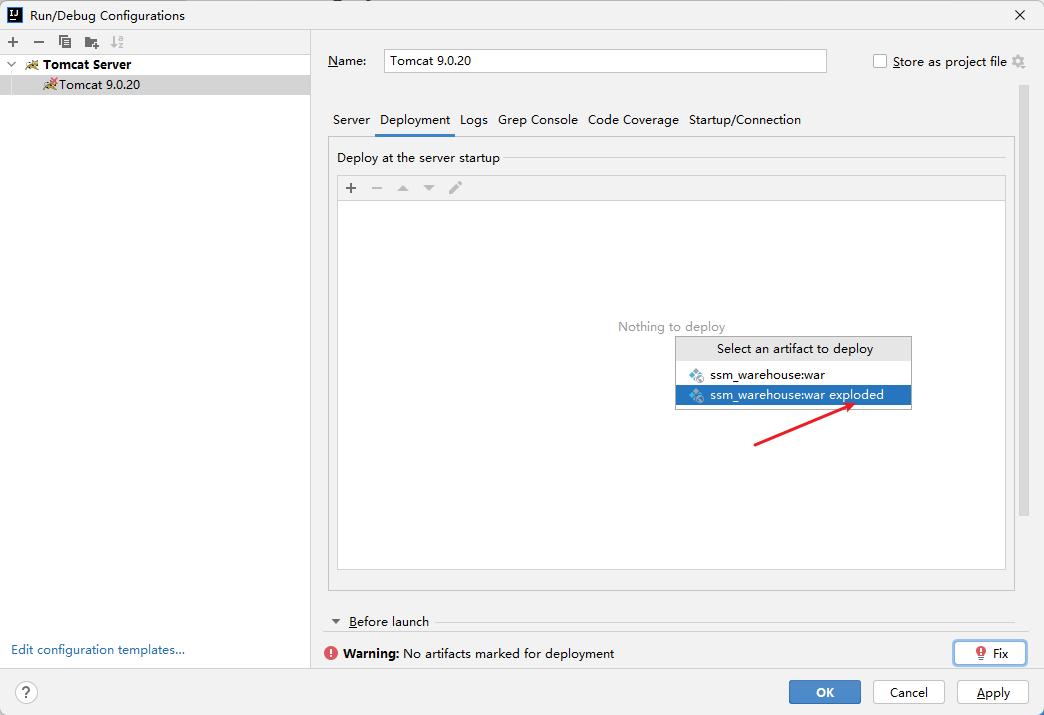 Run/Debug Configurations
Tomcat Server
Tomcat 9.0.20
Name: Tomcat 9.0.20 Store as project file
Server Deployment Logs Grep Console Code Coverage Startup/Connection
Deploy at the server startup
Nothing to deploy
Select an artifact to deploy
ssm_warehouse:war
ssm_warehouse:war exploded
Before launch
Edit configuration templates...
Warning: No artifacts marked for deployment Fix
? OK Cancel Apply